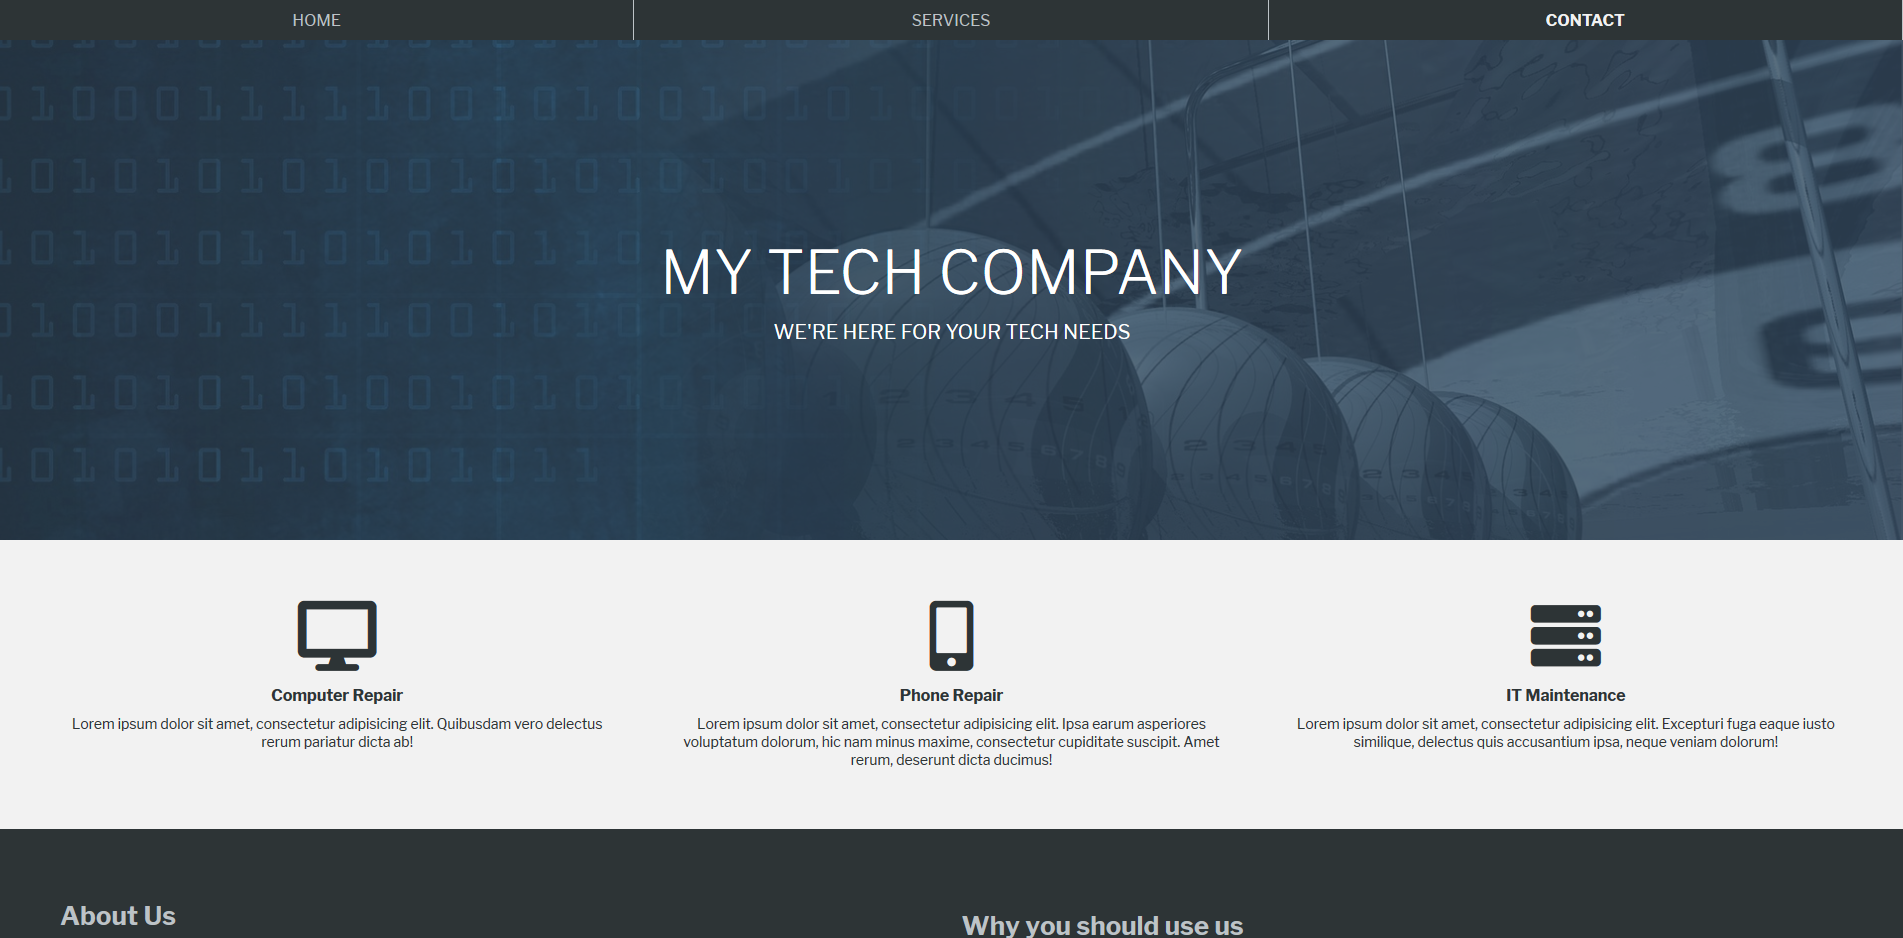 HOME
SERVICES
CONTACT
MY TECH COMPANY
WE'RE HERE FOR YOUR TECH NEEDS
Computer Repair
Lorem ipsum dolor sit amet, consectetur adipisicing elit. Quibusdam vero delectus
rerum pariatur dicta ab!
Phone Repair
Lorem ipsum dolor sit amet, consectetur adipisicing elit. Ipsa earum asperiores
voluptatum dolorum, hic nam minus maxime, consectetur cupiditate suscipit. Amet
rerum, deserunt dicta ducimus!
IT Maintenance
Lorem ipsum dolor sit amet, consectetur adipisicing elit. Excepturi fuga eaque iusto
similique, delectus quis accusantium ipsa, neque veniam dolorum!
About Us
Why you should use us